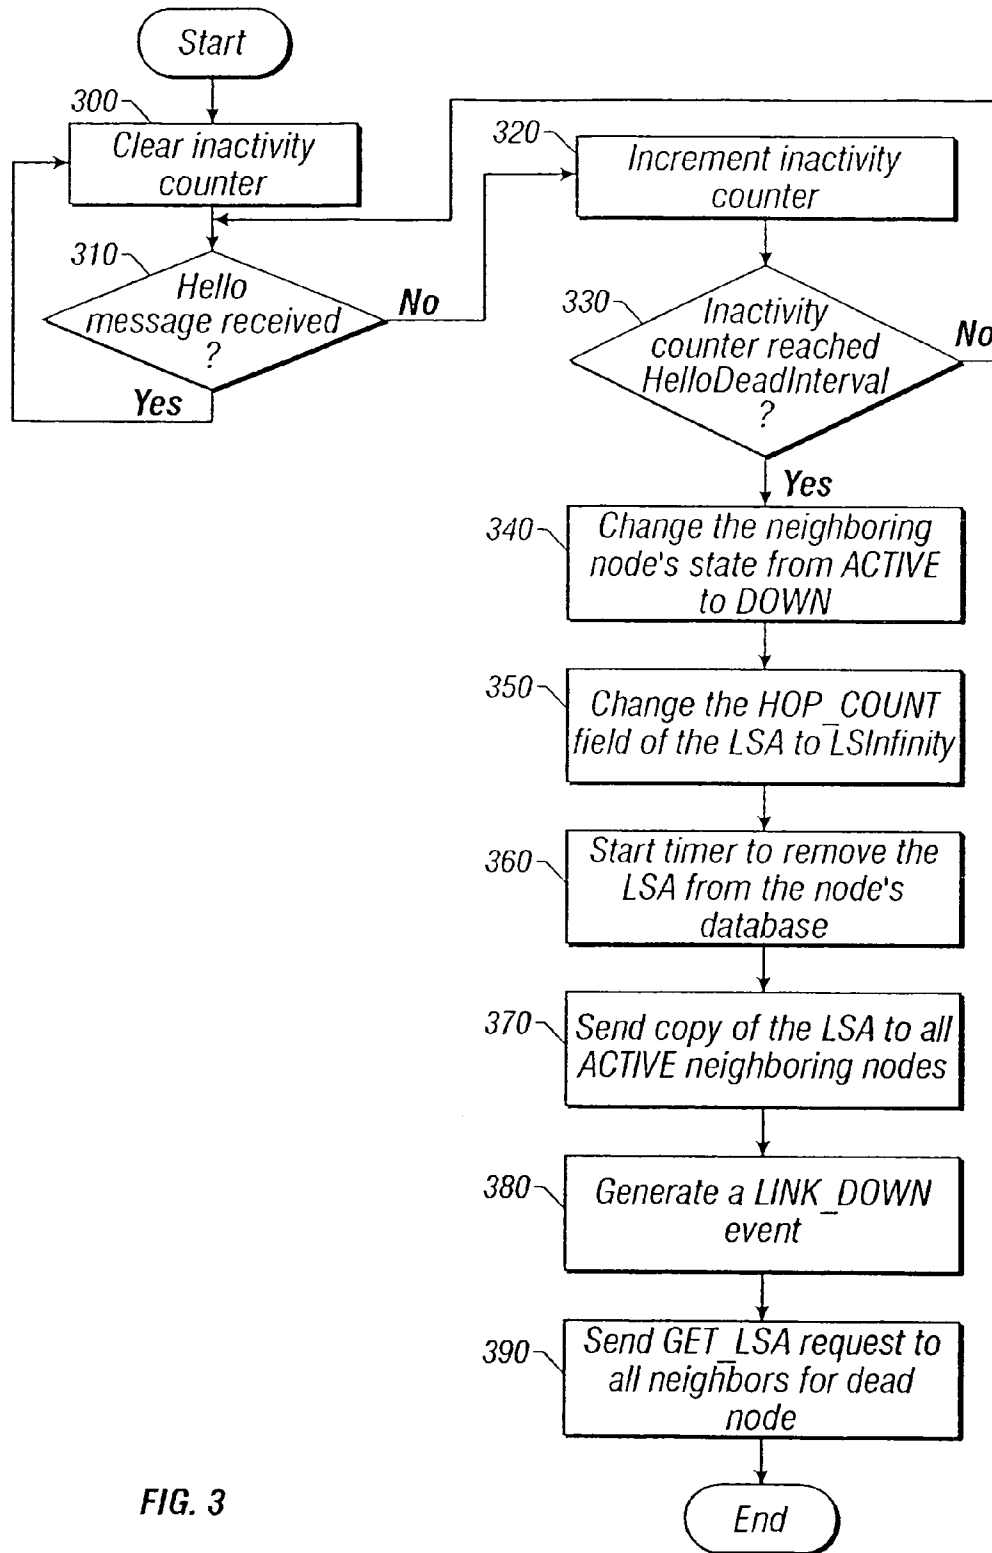 Start
300
Clear inactivity
counter
310
Hello
message received
?
No
Yes
320
Increment inactivity
counter
330
Inactivity
counter reached
HelloDeadInterval
?
No
Yes
340
Change the neighboring
node's state from ACTIVE
to DOWN
350
Change the HOP_COUNT
field of the LSA to LSInfinity
360
Start timer to remove the
LSA from the node's
database
370
Send copy of the LSA to all
ACTIVE neighboring nodes
380
Generate a LINK_DOWN
event
390
Send GET_LSA request to
all neighbors for dead
node
End
FIG. 3